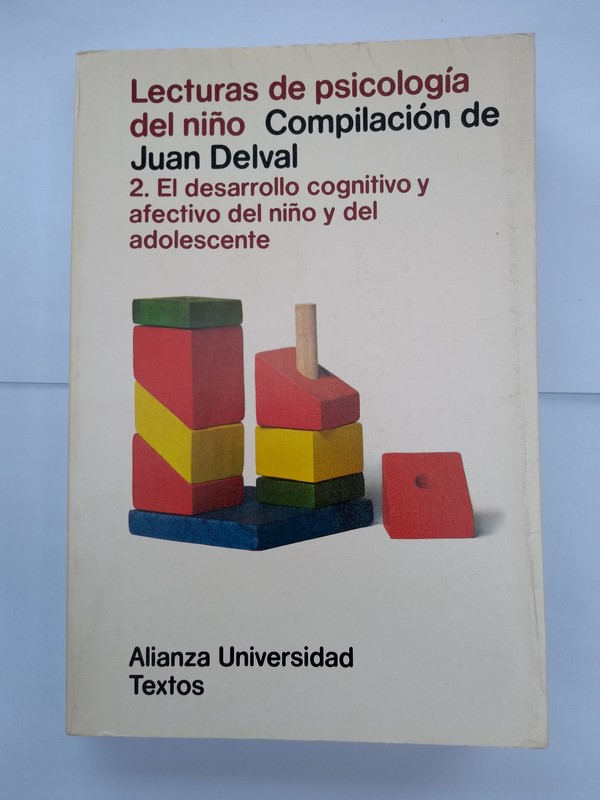 Lecturas de psicología
del niño Compilación de
Juan Delval
2. El desarrollo cognitivo y
afectivo del niño y del
adolescente
Alianza Universidad
Textos